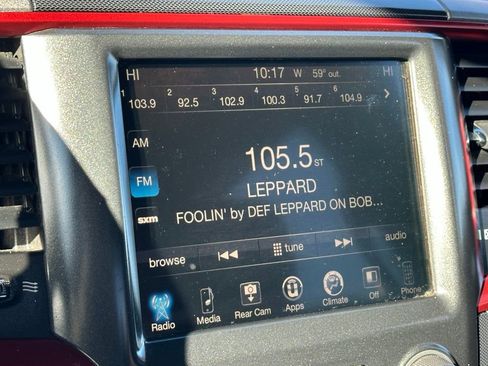 HI 10:17 W 59° out. HI
1 103.9 2 92.5 3 102.9 4 100.3 5 91.7 6 104.9
AM
FM
sxm
105.5 ST
LEPPARD
FOOLIN' by DEF LEPPARD ON BOB...
browse tune audio
Radio Media Rear Cam Apps Climate Off Phone